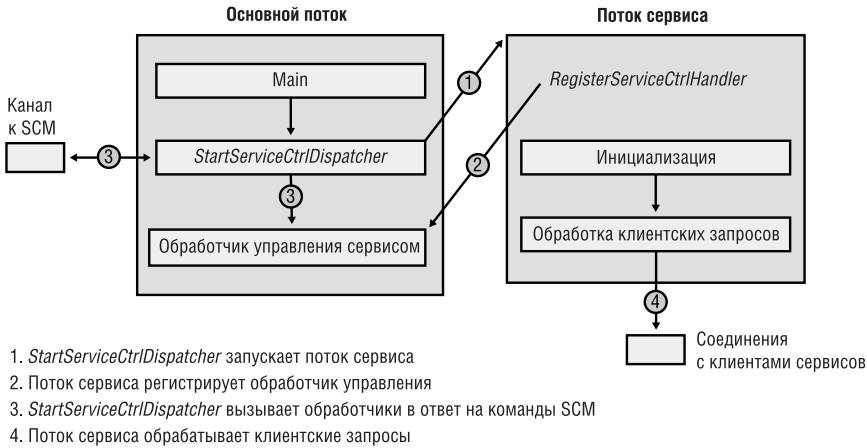 Основной поток
Поток сервиса
Main
1
RegisterServiceCtrlHandler
Канал
к SCM
3
StartServiceCtrlDispatcher
2
Инициализация
3
Обработчик управления сервисом
Обработка клиентских запросов
4
Соединения
с клиентами сервисов
1. StartServiceCtrlDispatcher запускает поток сервиса
2. Поток сервиса регистрирует обработчик управления
3. StartServiceCtrlDispatcher вызывает обработчики в ответ на команды SCM
4. Поток сервиса обрабатывает клиентские запросы